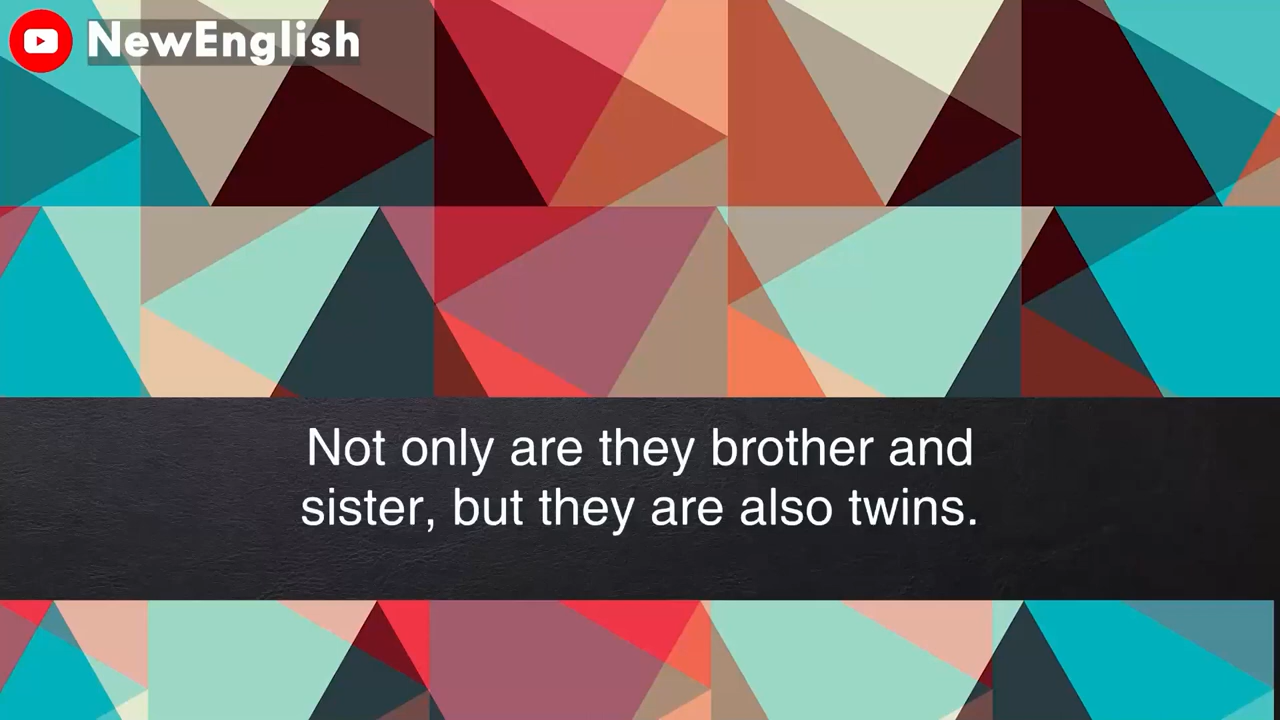 NewEnglish
Not only are they brother and
sister, but they are also twins.